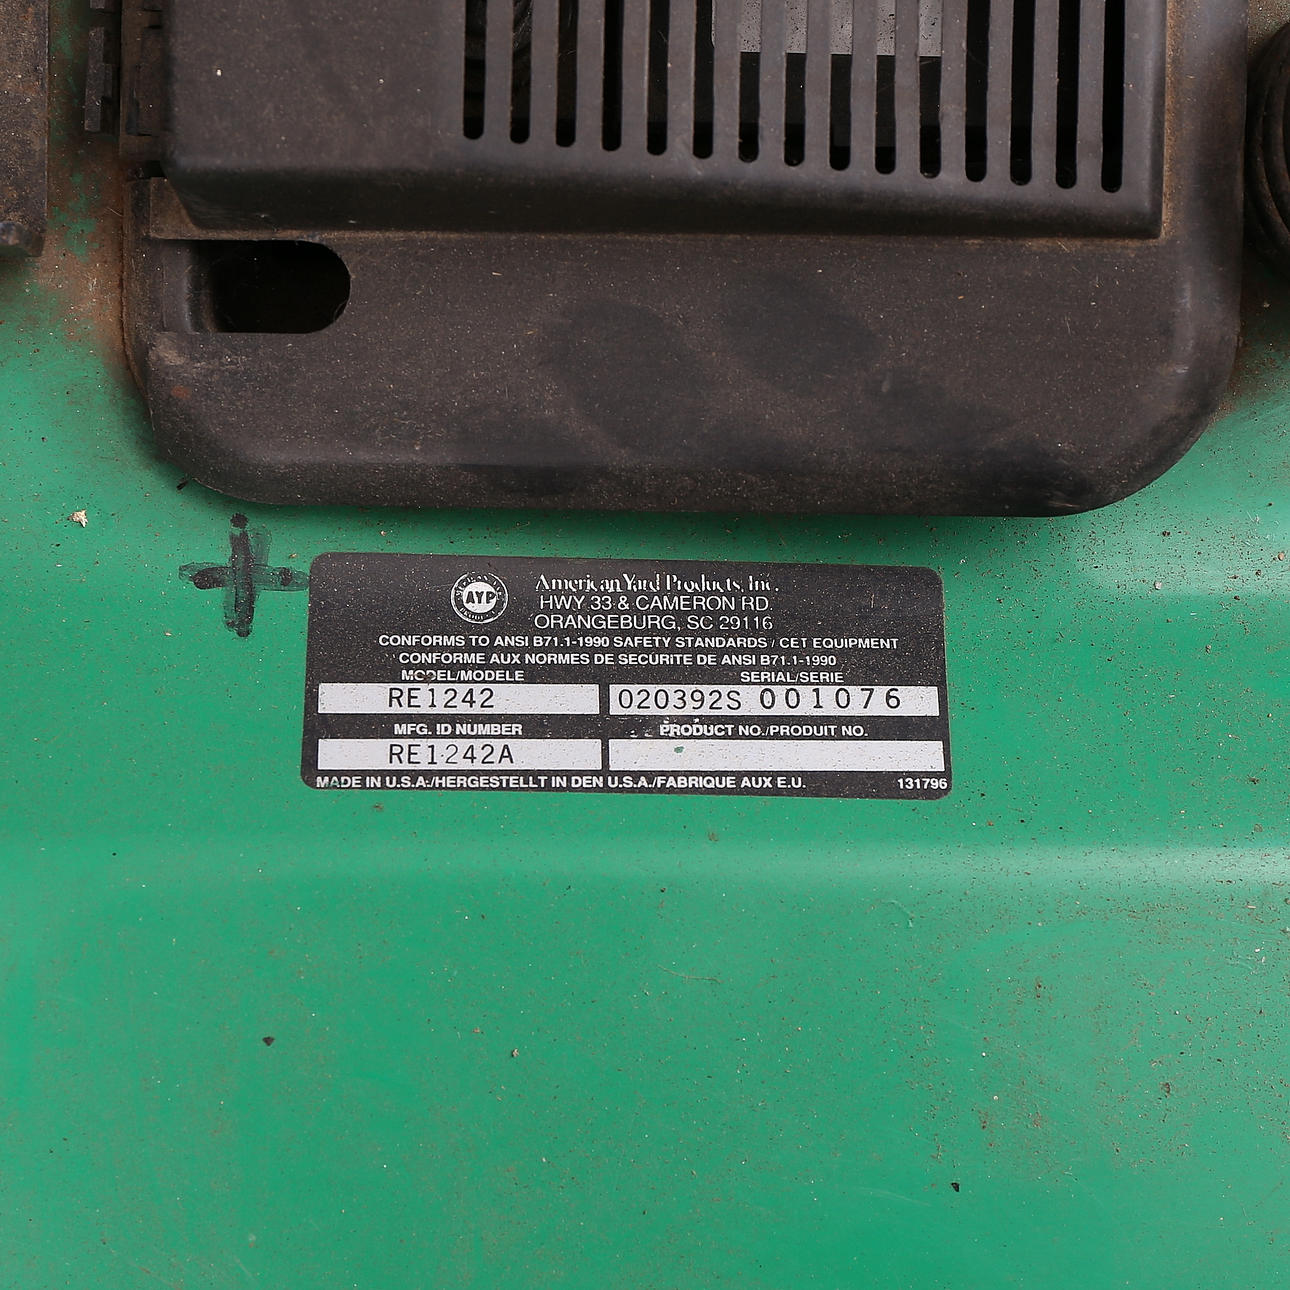 AYP
American Yard Products, Inc.
HWY 33 & CAMERON RD.
ORANGEBURG, SC 29116
CONFORMS TO ANSI B71.1-1990 SAFETY STANDARDS / CET EQUIPMENT
CONFORME AUX NORMES DE SECURITE DE ANSI B71.1-1990
MODEL/MODELE SERIAL/SERIE
RE1242 020392S 001076
MFG. ID NUMBER PRODUCT NO./PRODUIT NO.
RE1242A
MADE IN U.S.A./HERGESTELLT IN DEN U.S.A./FABRIQUE AUX E.U. 131796